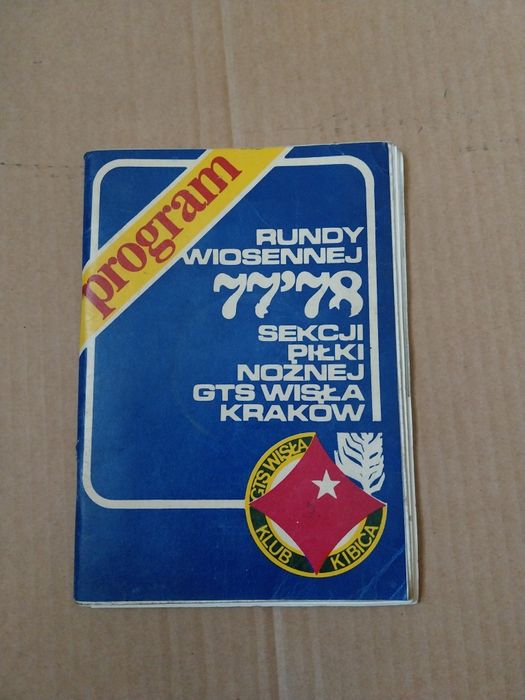 program
RUNDY
WIOSENNEJ
77'78
SEKCJI
PIŁKI
NOŻNEJ
GTS WISŁA
KRAKÓW
GTS WISŁA
KLUB KIBICA